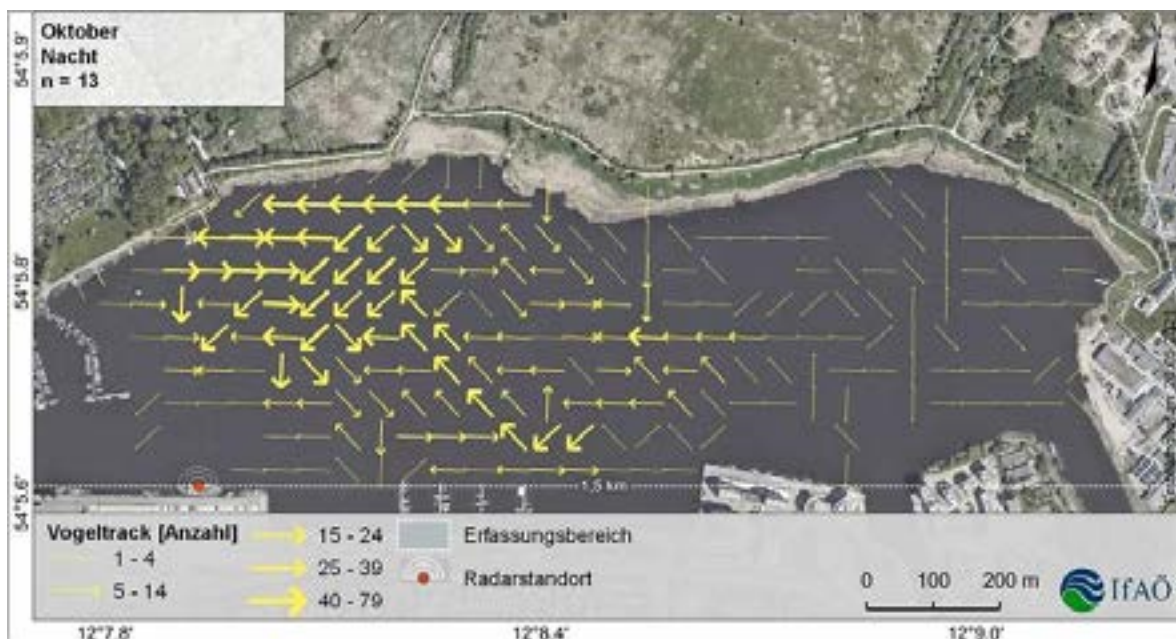 Oktober
Nacht
n = 13
54°5.9'
54°5.8'
54°5.6'
1,5 km
Vogeltrack [Anzahl]
1 - 4
5 - 14
15 - 24
25 - 39
40 - 79
Erfassungsbereich
Radarstandort
0 100 200 m
IfAÖ
12°7.8' 12°8.4' 12°9.0'